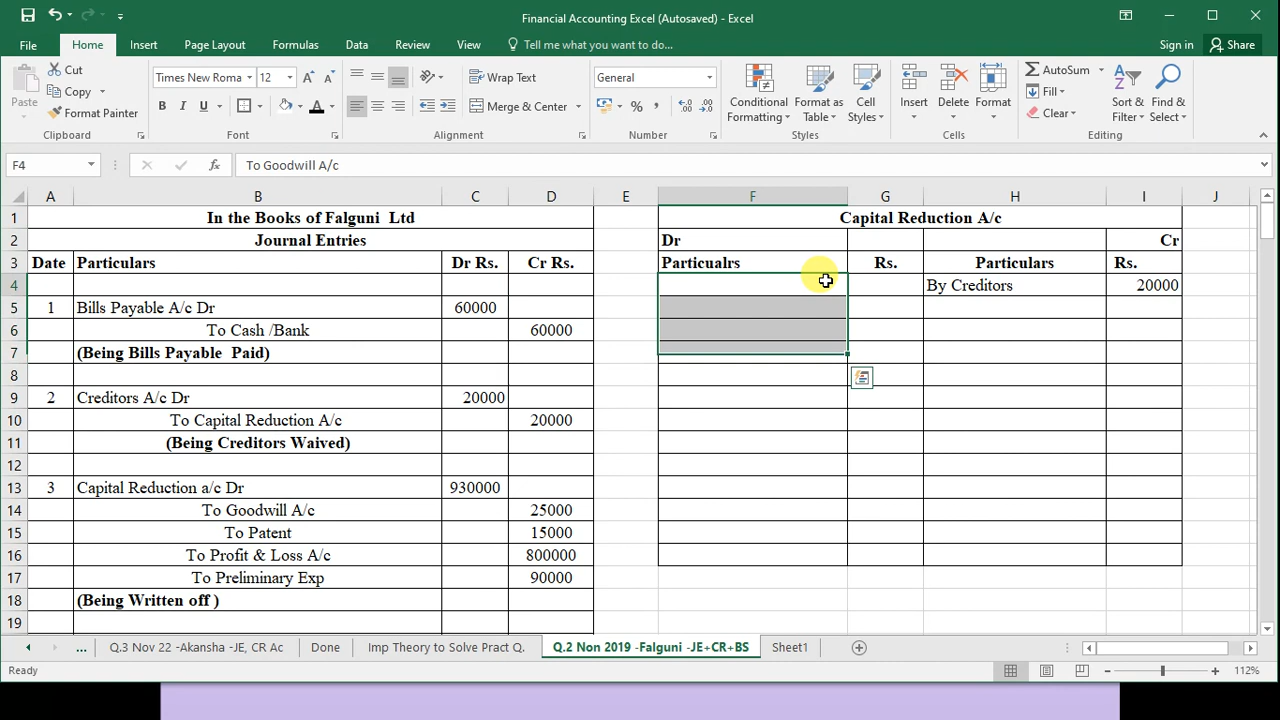 Financial Accounting Excel (Autosaved) - Excel
File Home Insert Page Layout Formulas Data Review View Tell me what you want to do... Sign in Share
Paste Cut Copy Format Painter Clipboard
Times New Roma 12 B I U A Font
Wrap Text Merge & Center Alignment
General % , Number
Conditional Formatting Format as Table Cell Styles Styles
Insert Delete Format Cells
AutoSum Fill Clear Sort & Filter Find & Select Editing
F4 fx To Goodwill A/c
A B C D E F G H I J
1 In the Books of Falguni Ltd Capital Reduction A/c
2 Journal Entries Dr Cr
3 Date Particulars Dr Rs. Cr Rs. Particualrs Rs. Particulars Rs.
4 By Creditors 20000
5 1 Bills Payable A/c Dr 60000
6 To Cash /Bank 60000
7 (Being Bills Payable Paid)
8
9 2 Creditors A/c Dr 20000
10 To Capital Reduction A/c 20000
11 (Being Creditors Waived)
12
13 3 Capital Reduction a/c Dr 930000
14 To Goodwill A/c 25000
15 To Patent 15000
16 To Profit & Loss A/c 800000
17 To Preliminary Exp 90000
18 (Being Written off )
19
... Q.3 Nov 22 -Akansha -JE, CR Ac Done Imp Theory to Solve Pract Q. Q.2 Non 2019 -Falguni -JE+CR+BS Sheet1
Ready 112%